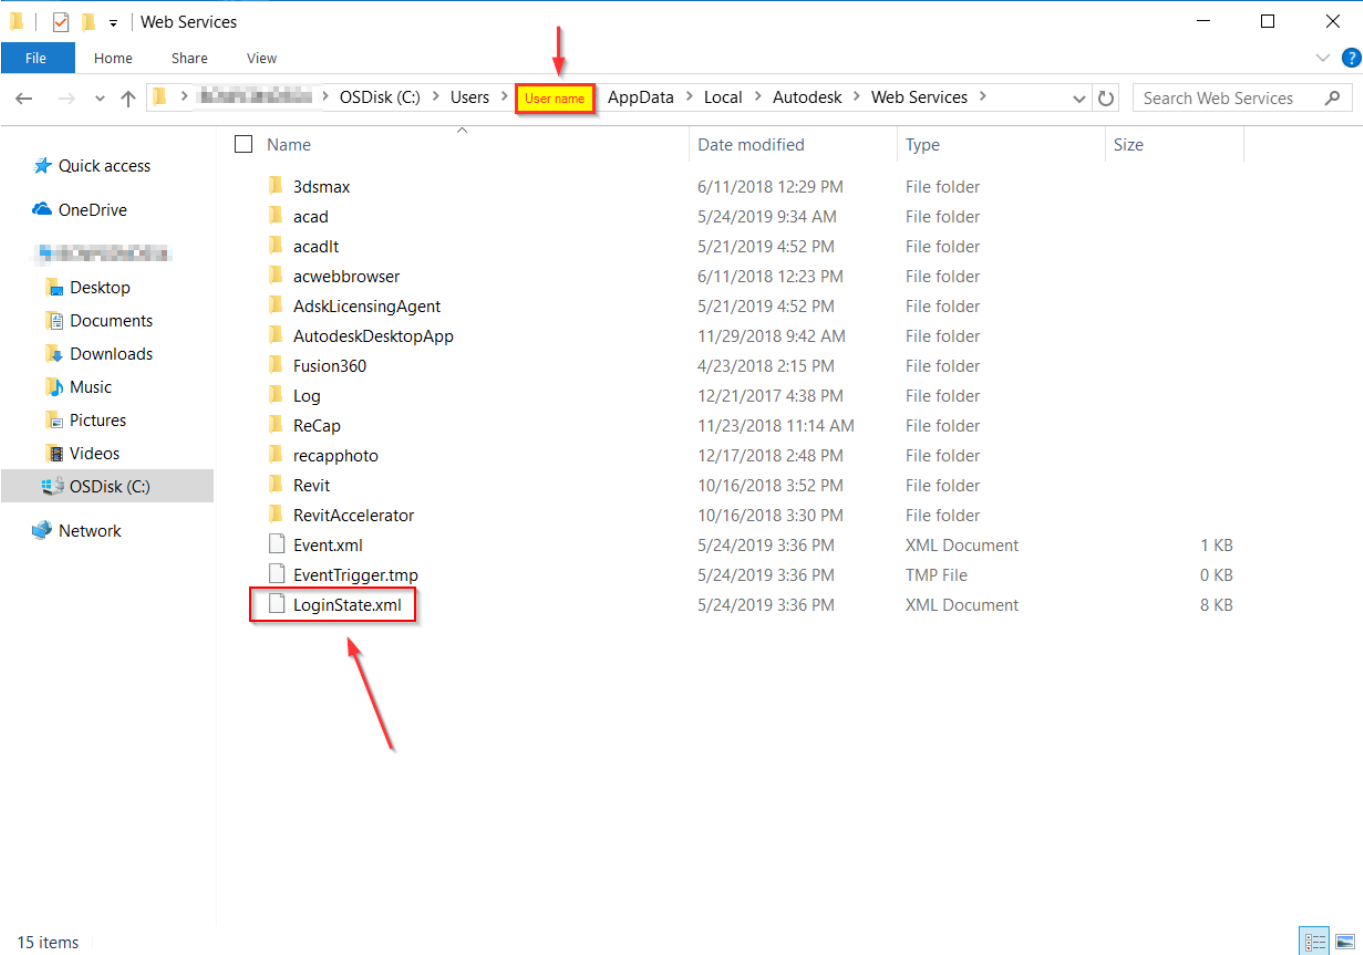 Web Services
File Home Share View
OSDisk (C:) Users User name AppData Local Autodesk Web Services Search Web Services
Name Date modified Type Size
Quick access
OneDrive
Desktop
Documents
Downloads
Music
Pictures
Videos
OSDisk (C:)
Network
3dsmax 6/11/2018 12:29 PM File folder
acad 5/24/2019 9:34 AM File folder
acadlt 5/21/2019 4:52 PM File folder
acwebbrowser 6/11/2018 12:23 PM File folder
AdskLicensingAgent 5/21/2019 4:52 PM File folder
AutodeskDesktopApp 11/29/2018 9:42 AM File folder
Fusion360 4/23/2018 2:15 PM File folder
Log 12/21/2017 4:38 PM File folder
ReCap 11/23/2018 11:14 AM File folder
recapphoto 12/17/2018 2:48 PM File folder
Revit 10/16/2018 3:52 PM File folder
RevitAccelerator 10/16/2018 3:30 PM File folder
Event.xml 5/24/2019 3:36 PM XML Document 1 KB
EventTrigger.tmp 5/24/2019 3:36 PM TMP File 0 KB
LoginState.xml 5/24/2019 3:36 PM XML Document 8 KB
15 items